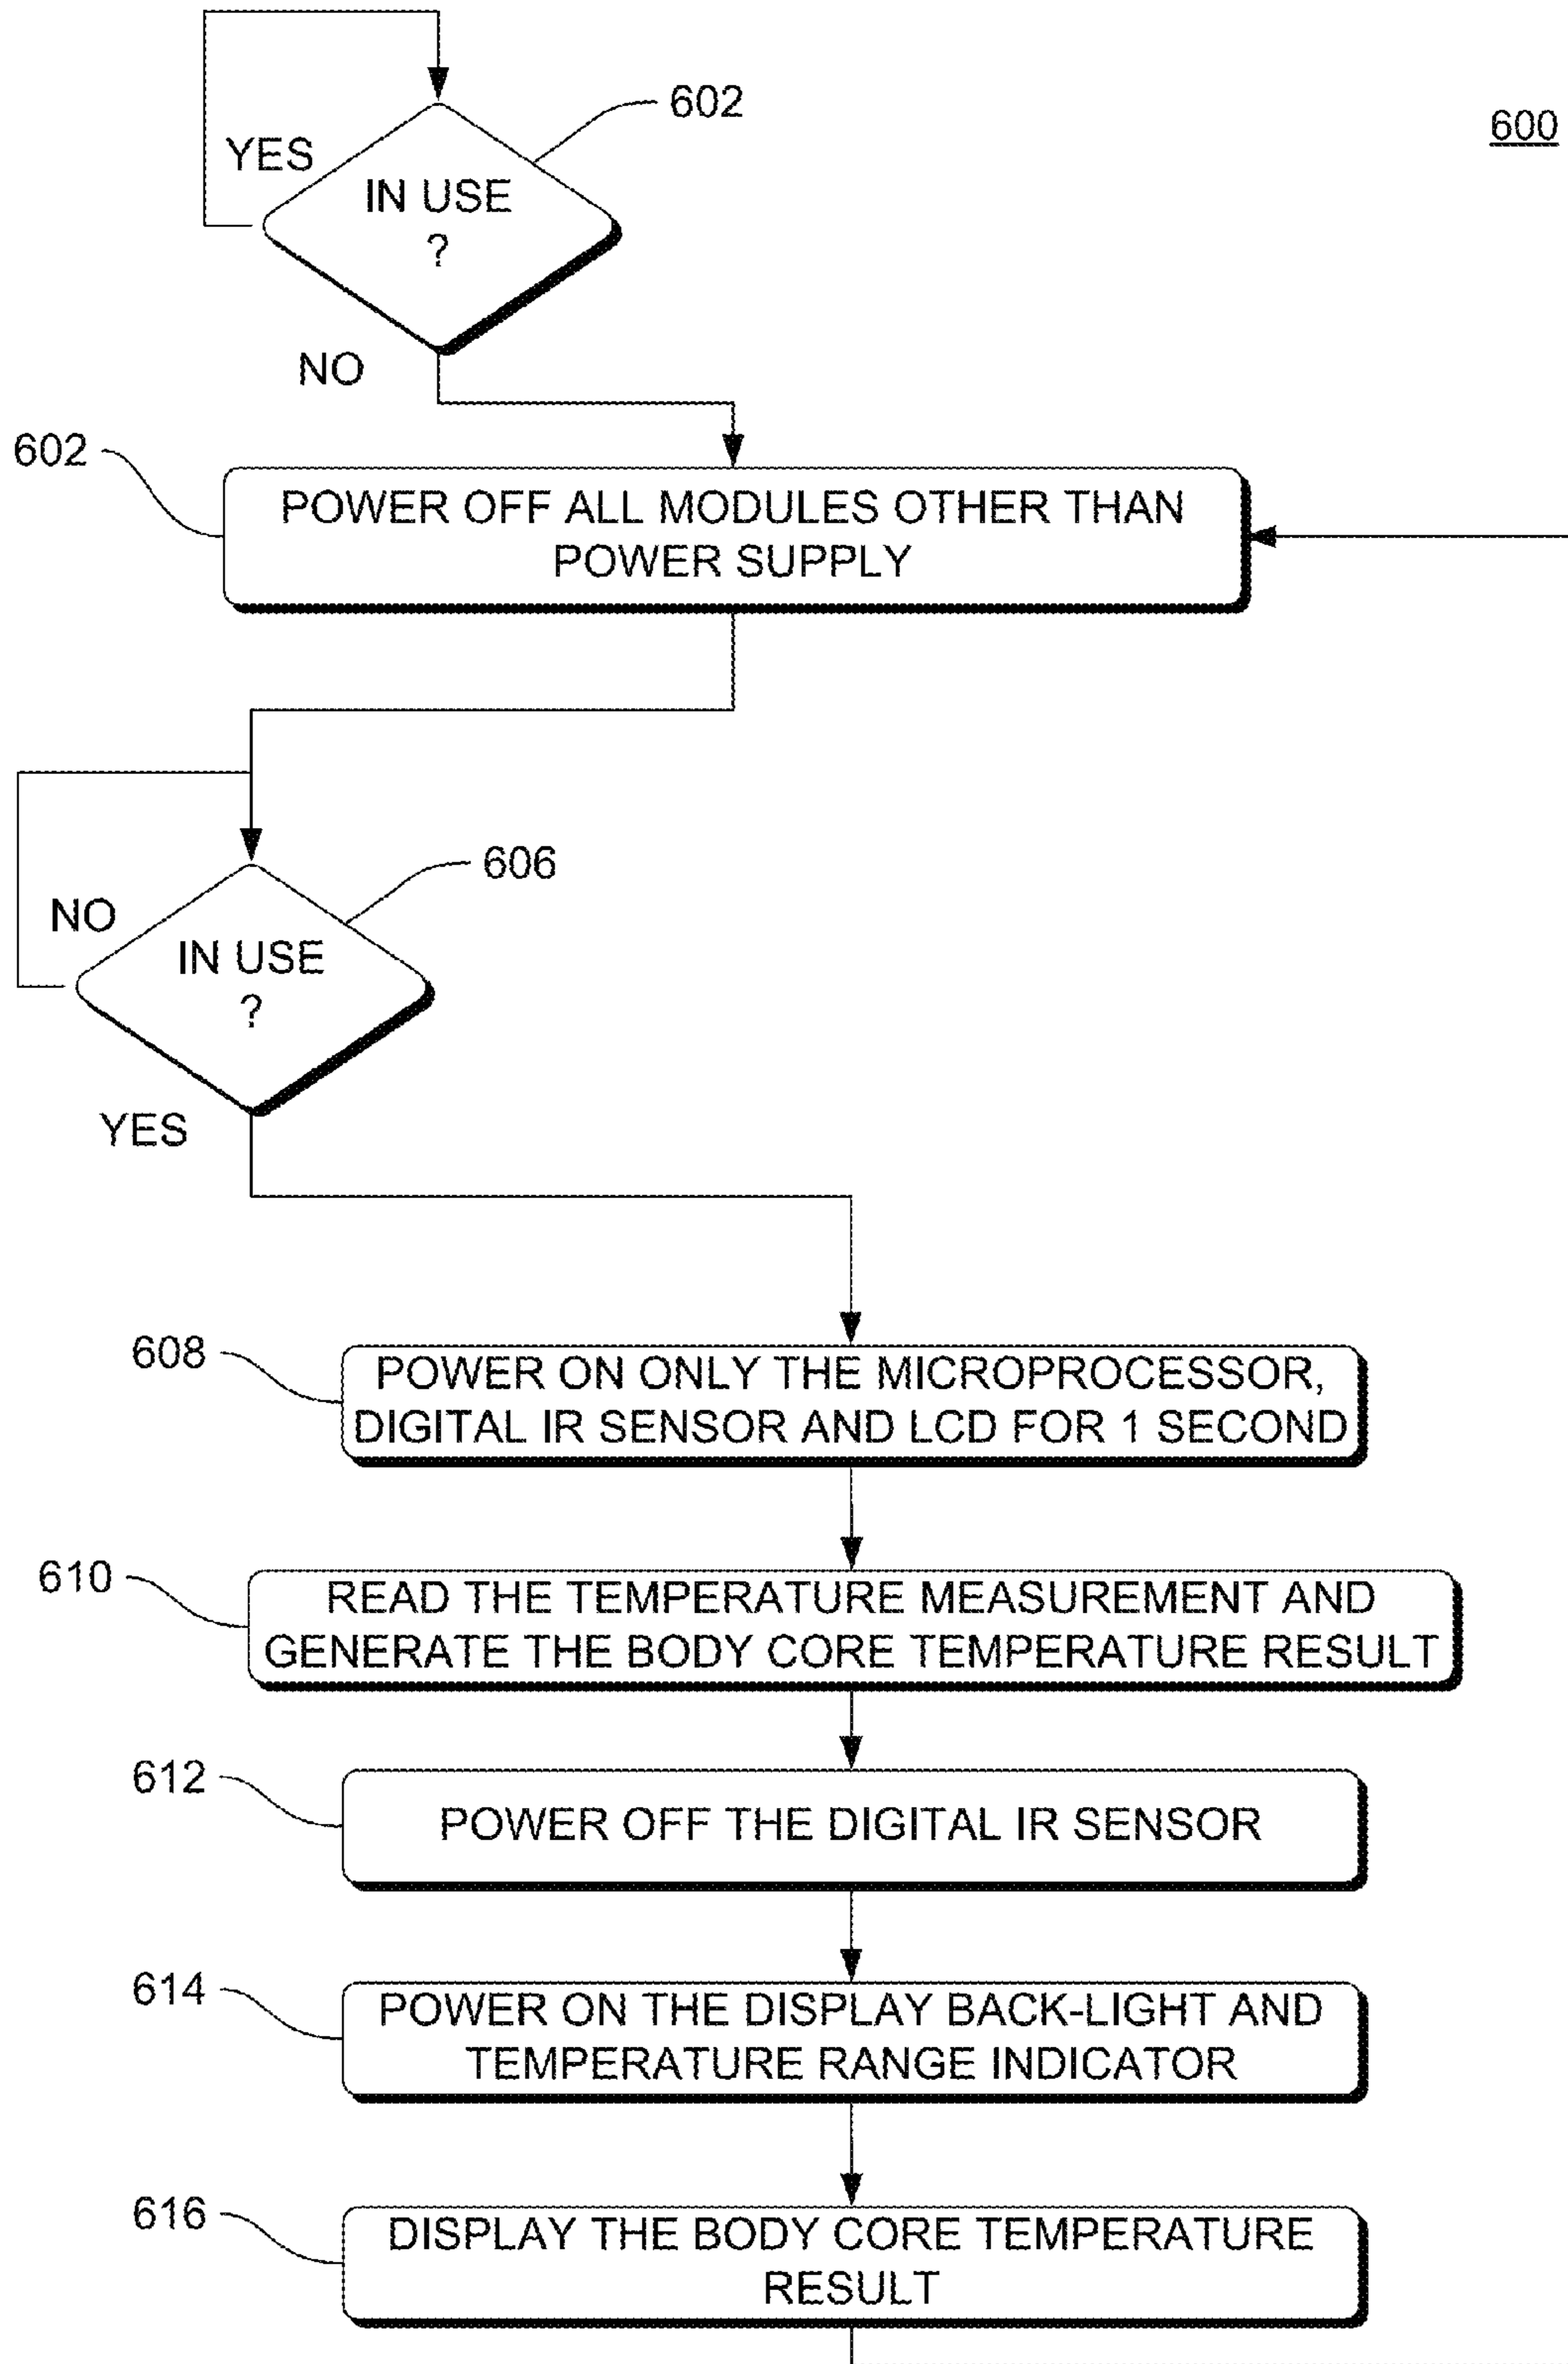 602
600
YES
IN USE
?
NO
602
POWER OFF ALL MODULES OTHER THAN
POWER SUPPLY
606
NO
IN USE
?
YES
608
POWER ON ONLY THE MICROPROCESSOR,
DIGITAL IR SENSOR AND LCD FOR 1 SECOND
610
READ THE TEMPERATURE MEASUREMENT AND
GENERATE THE BODY CORE TEMPERATURE RESULT
612
POWER OFF THE DIGITAL IR SENSOR
614
POWER ON THE DISPLAY BACK-LIGHT AND
TEMPERATURE RANGE INDICATOR
616
DISPLAY THE BODY CORE TEMPERATURE
RESULT